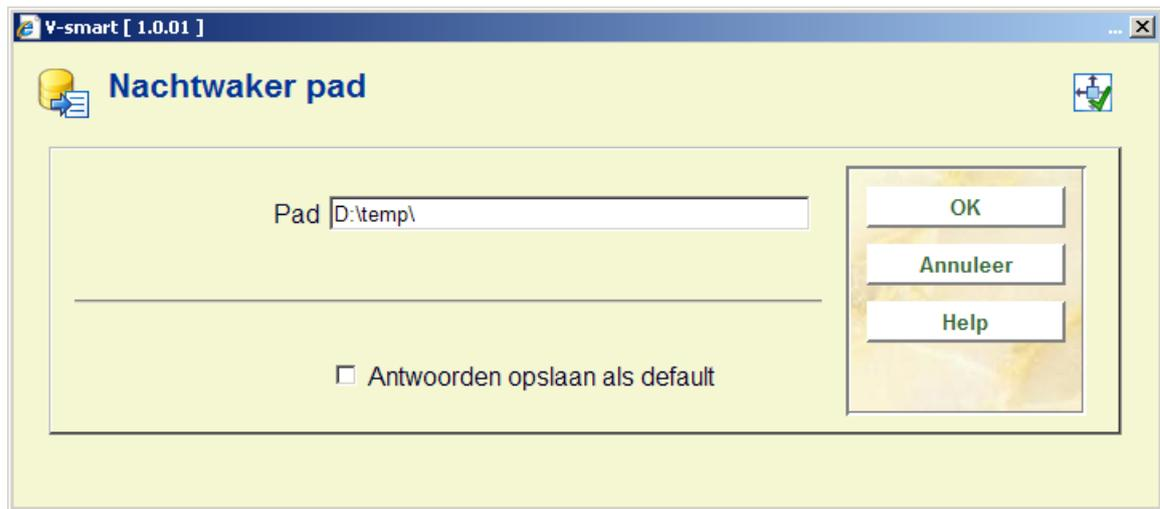 V-smart [ 1.0.01 ]
...
Nachtwaker pad
Pad D:\temp\
OK
Annuleer
Help
Antwoorden opslaan als default